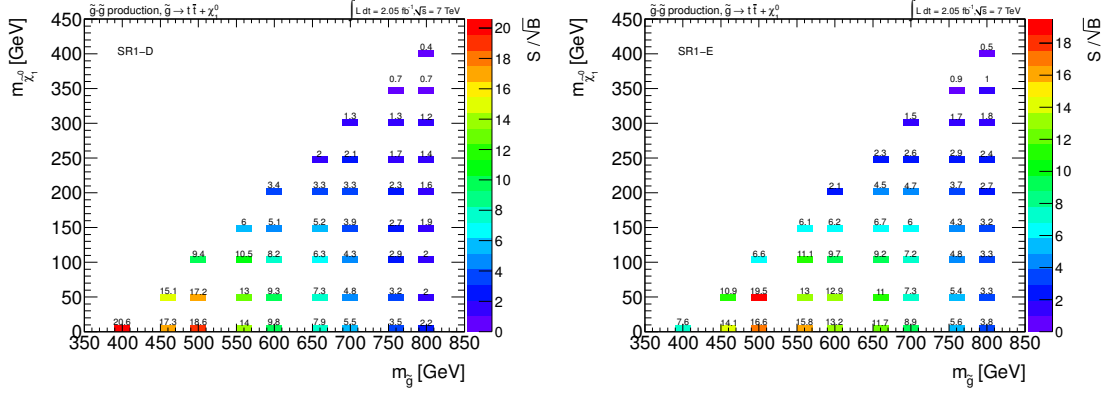 g̃-g̃ production, g̃→ t t̄ + χ̃₁⁰
∫ L dt = 2.05 fb⁻¹, √s = 7 TeV
SR1-D
m_χ̃₁⁰ [GeV]
450
400
350
300
250
200
150
100
50
0
0.4
0.7 0.7
1.3 1.3 1.2
2 2.1 1.7 1.4
3.4 3.3 3.3 2.3 1.6
6 5.1 5.2 3.9 2.7 1.9
9.4 10.5 8.2 6.3 4.3 2.9 2
15.1 17.2 13 9.3 7.3 4.8 3.2 2
20.6 17.3 18.6 14 9.8 7.9 5.5 3.5 2.2
350 400 450 500 550 600 650 700 750 800 850
m_g̃ [GeV]
S / √B
20
18
16
14
12
10
8
6
4
2
0
g̃-g̃ production, g̃→ t t̄ + χ̃₁⁰
∫ L dt = 2.05 fb⁻¹, √s = 7 TeV
SR1-E
m_χ̃₁⁰ [GeV]
450
400
350
300
250
200
150
100
50
0
0.5
0.9 1
1.5 1.7 1.8
2.3 2.6 2.9 2.4
2.1 4.5 4.7 3.7 2.7
6.1 6.2 6.7 6 4.3 3.2
6.6 11.1 9.7 9.2 7.2 4.8 3.3
10.9 19.5 13 12.9 11 7.3 5.4 3.3
7.6 14.1 16.6 15.8 13.2 11.7 8.9 5.6 3.8
350 400 450 500 550 600 650 700 750 800 850
m_g̃ [GeV]
S / √B
18
16
14
12
10
8
6
4
2
0